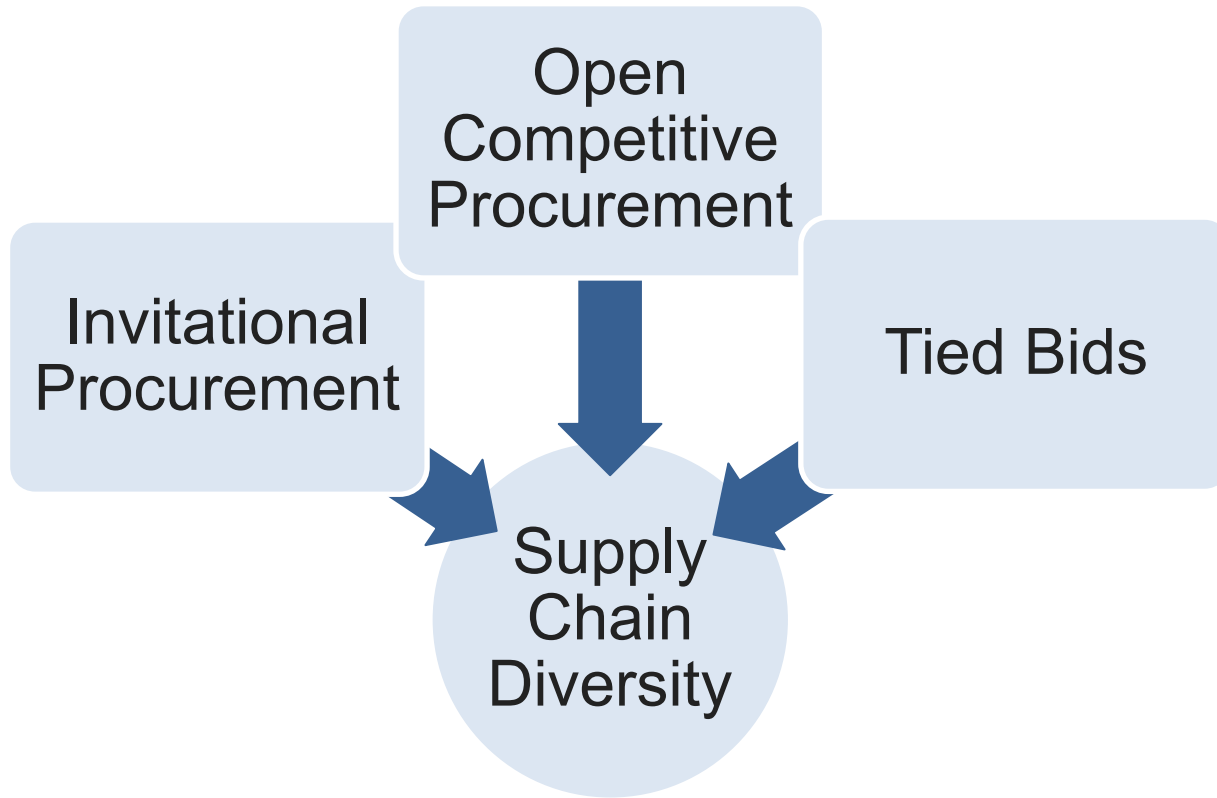 Open
Competitive
Procurement
Invitational
Procurement
Tied Bids
Supply
Chain
Diversity